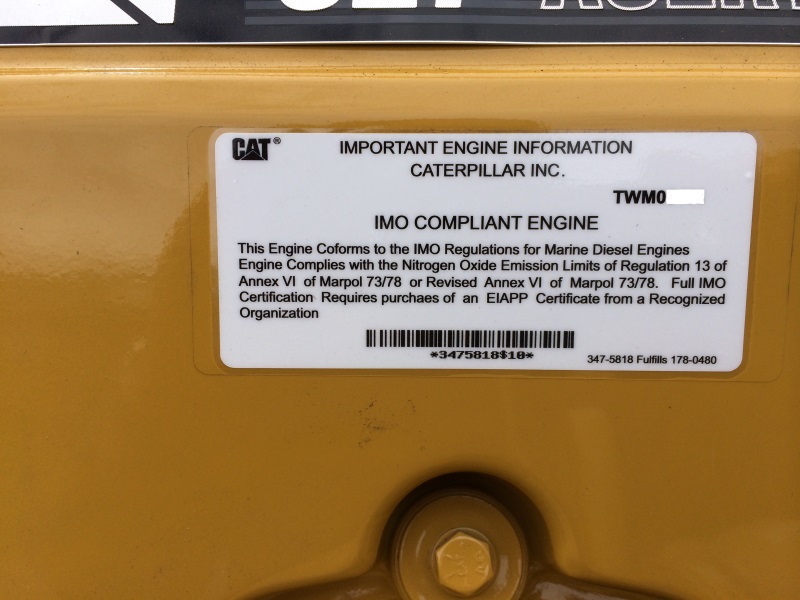 CAT®
IMPORTANT ENGINE INFORMATION
CATERPILLAR INC.
TWM0
IMO COMPLIANT ENGINE
This Engine Coforms to the IMO Regulations for Marine Diesel Engines
Engine Complies with the Nitrogen Oxide Emission Limits of Regulation 13 of
Annex VI of Marpol 73/78 or Revised Annex VI of Marpol 73/78. Full IMO
Certification Requires purchaes of an EIAPP Certificate from a Recognized
Organization
*3475818$10*
347-5818 Fulfills 178-0480